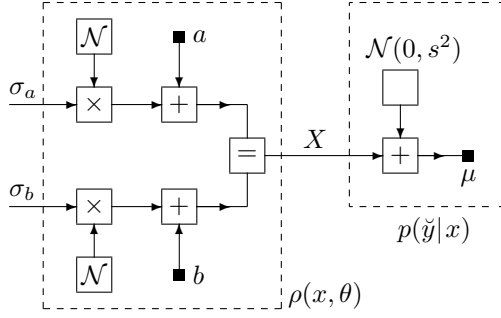 𝒩 a 𝒩(0, s²)
σ_a × +
= X +
μ
σ_b × + p(y̆|x)
𝒩 b ρ(x, θ)